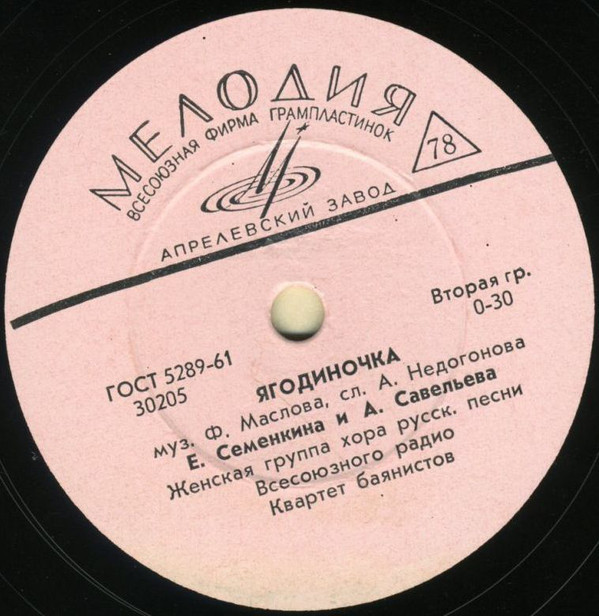 МЕЛОДИЯ
ВСЕСОЮЗНАЯ ФИРМА ГРАМПЛАСТИНОК
78
АПРЕЛЕВСКИЙ ЗАВОД
Вторая гр.
0-30
ГОСТ 5289-61
30205
ЯГОДИНОЧКА
муз. Ф. Маслова, сл. А. Недогонова
Е. Семенкина и А. Савельева
Женская группа хора русск. песни
Всесоюзного радио
Квартет баянистов